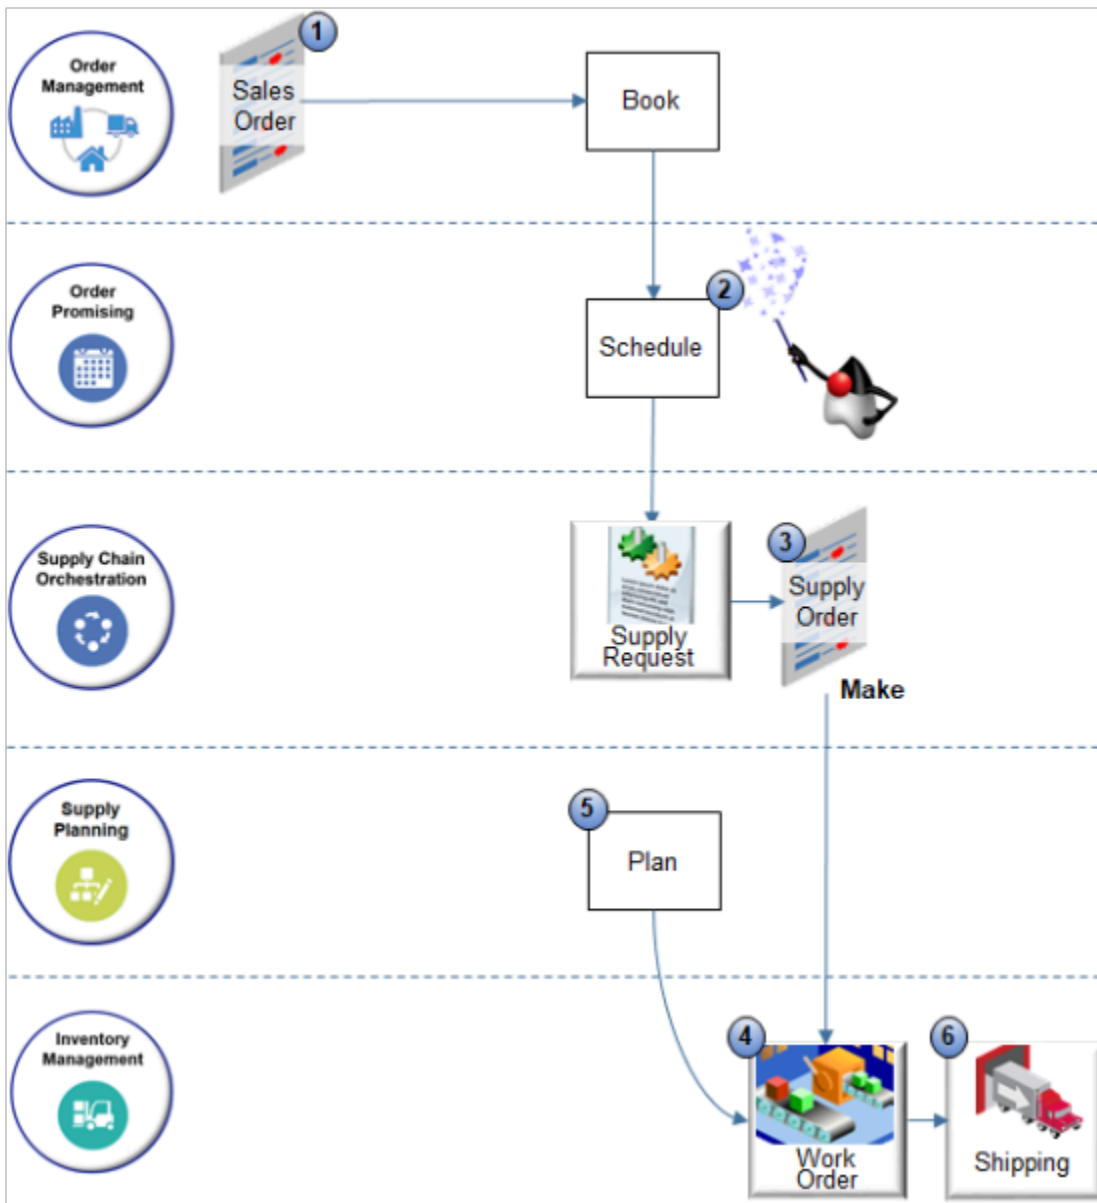 Order
Management
1
Sales
Order
Book
Order
Promising
2
Schedule
Supply Chain
Orchestration
3
Supply
Request
Supply
Order
Make
Supply
Planning
5
Plan
Inventory
Management
4
Work
Order
6
Shipping